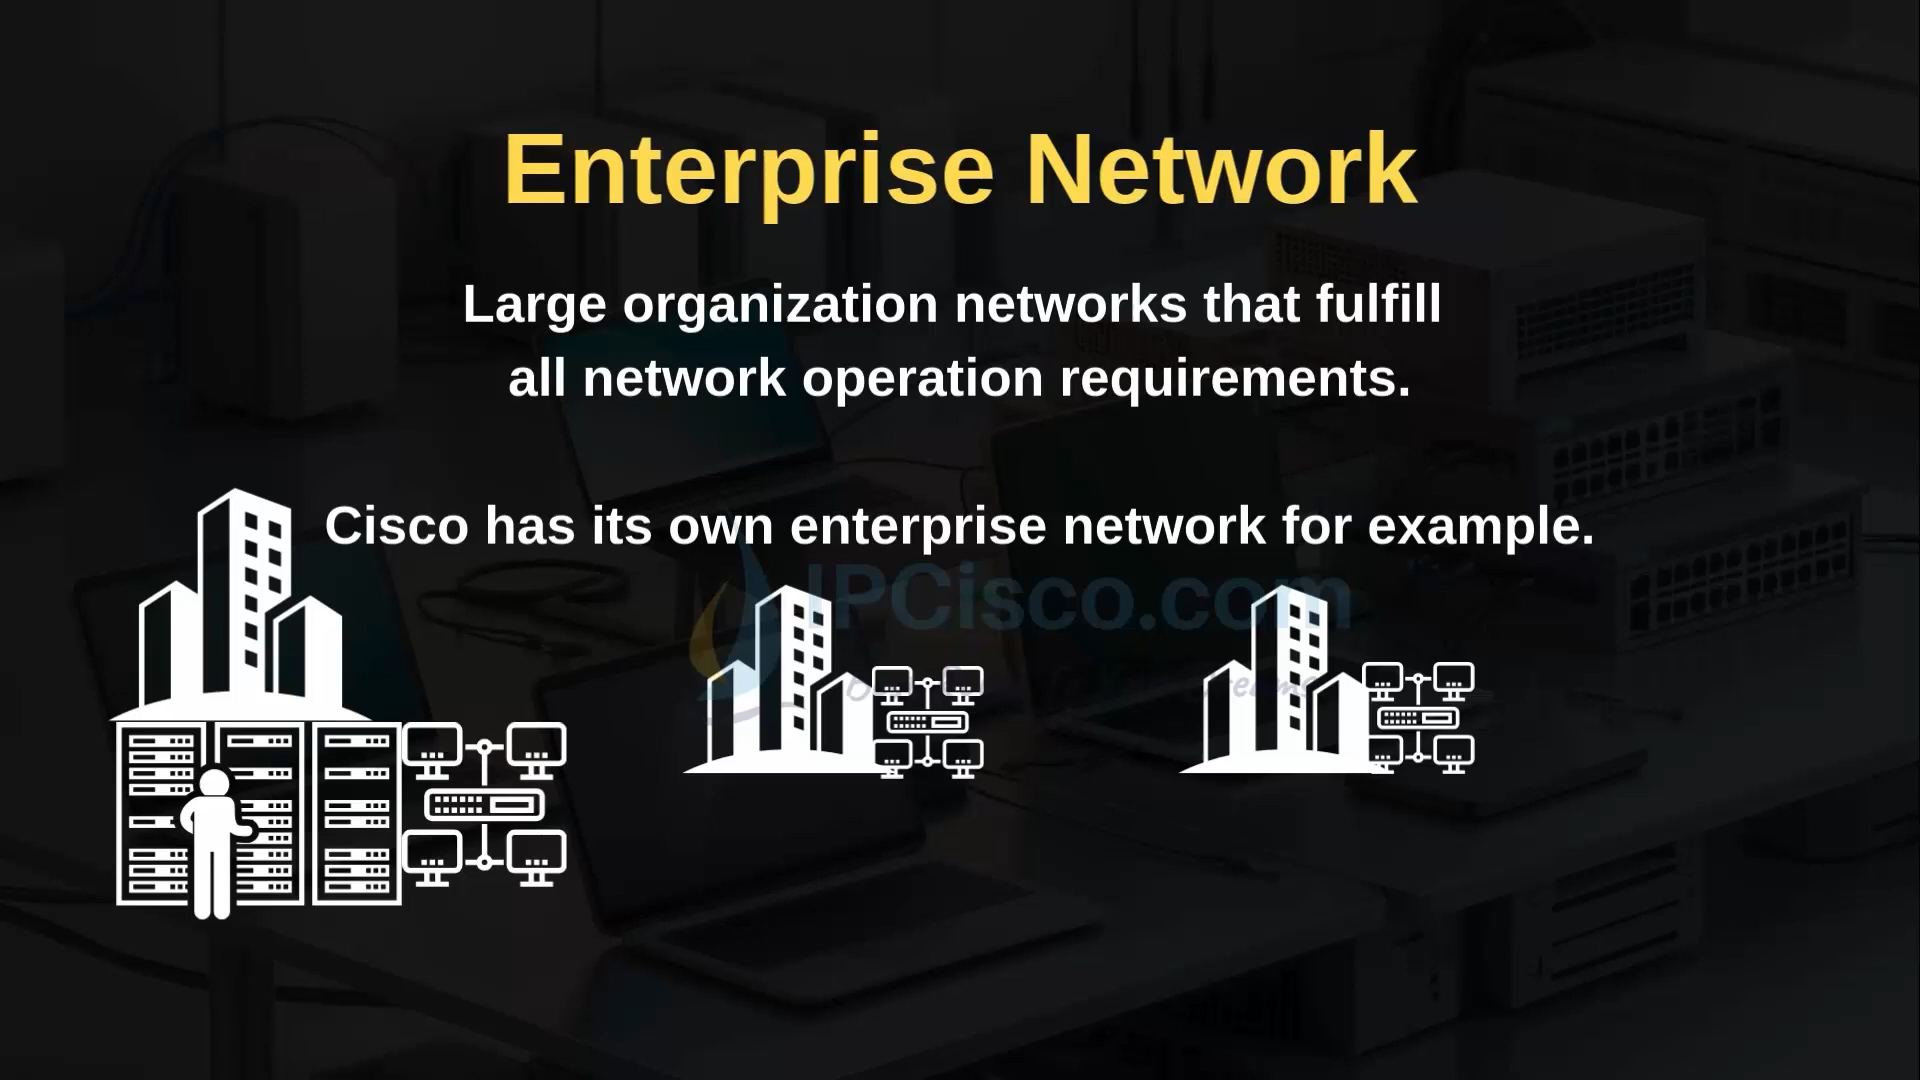 Enterprise Network
Large organization networks that fulfill
all network operation requirements.
Cisco has its own enterprise network for example.
IPCisco.com